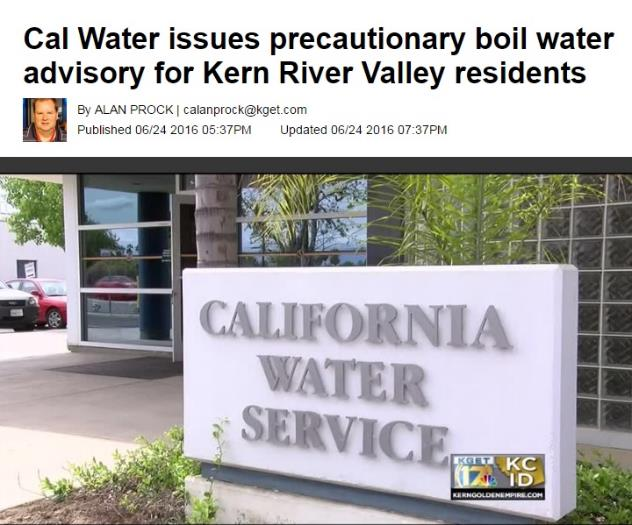 Cal Water issues precautionary boil water
advisory for Kern River Valley residents
By ALAN PROCK | calanprock@kget.com
Published 06/24 2016 05:37PM Updated 06/24 2016 07:37PM
CALIFORNIA
WATER
SERVICE
KGET
17
KC
ID
KERNGOLDENEMPIRE.COM